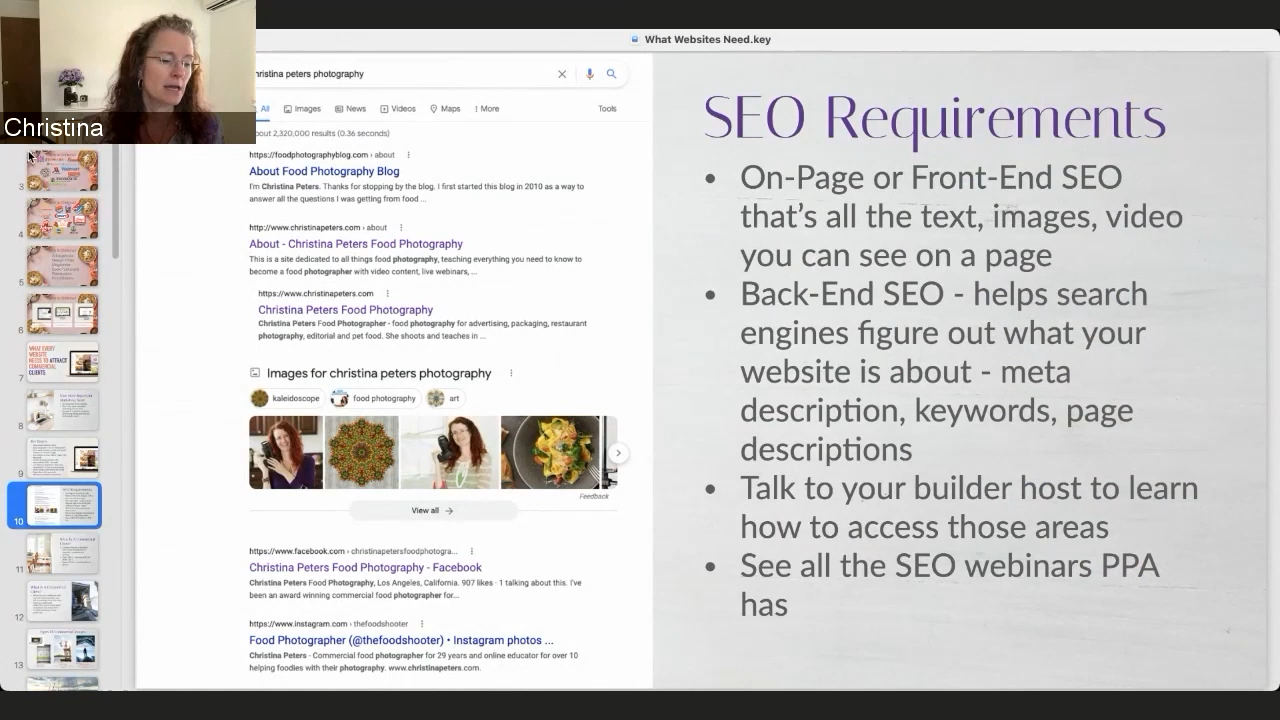 What Websites Need.key
Christina
hristina peters photography
All Images News Videos Maps More Tools
out 2,320,000 results (0.36 seconds)
https://foodphotographyblog.com › about
About Food Photography Blog
I'm Christina Peters. Thanks for stopping by the blog. I first started this blog in 2010 as a way to
answer all the questions I was getting from food ...
http://www.christinapeters.com › about
About - Christina Peters Food Photography
This is a site dedicated to all things food photography, teaching everything you need to know to
become a food photographer with video content, live webinars, ...
https://www.christinapeters.com
Christina Peters Food Photography
Christina Peters Food Photographer - food photography for advertising, packaging, restaurant
photography, editorial and pet food. She shoots and teaches in ...
Images for christina peters photography
kaleidoscope food photography art
Feedback
View all
https://www.facebook.com › christinapetersfoodphotogra...
Christina Peters Food Photography - Facebook
Christina Peters Food Photography, Los Angeles, California. 907 likes · 1 talking about this. I've
been an award winning commercial food photographer for...
https://www.instagram.com › thefoodshooter
Food Photographer (@thefoodshooter) • Instagram photos ...
Christina Peters · Commercial food photographer for 29 years and online educator for over 10
helping foodies with their photography. www.christinapeters.com.
SEO Requirements
• On-Page or Front-End SEO
that's all the text, images, video
you can see on a page
• Back-End SEO - helps search
engines figure out what your
website is about - meta
description, keywords, page
descriptions
• Talk to your builder host to learn
how to access those areas
• See all the SEO webinars PPA
has
3
4
5
6
7
WHAT EVERY
WEBSITE
NEEDS TO ATTRACT
COMMERCIAL
CLIENTS
8
9
10
11
12
13